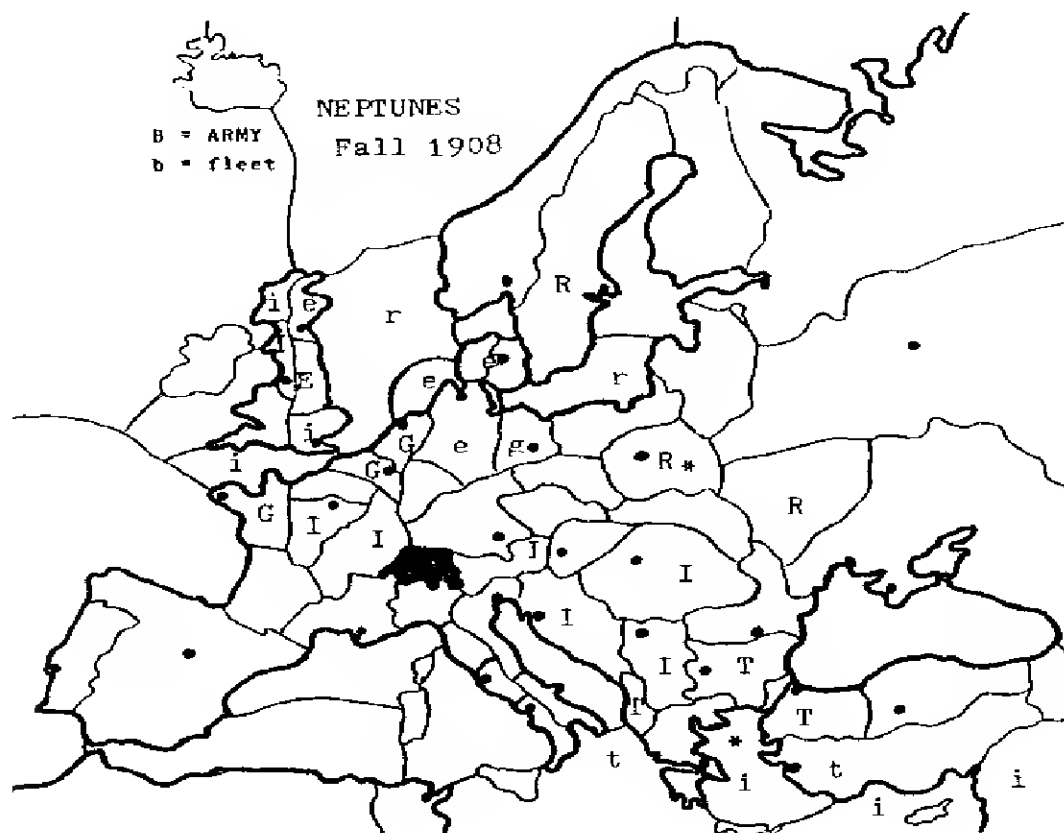 NEPTUNES
B = ARMY
Fall 1908
b = fleet
R
i e
r
I
e
E
e
r
i
G e g
i
G
R *
G I
R
I
I
I
I
I
T
T
T
*
t
t
i
i
i